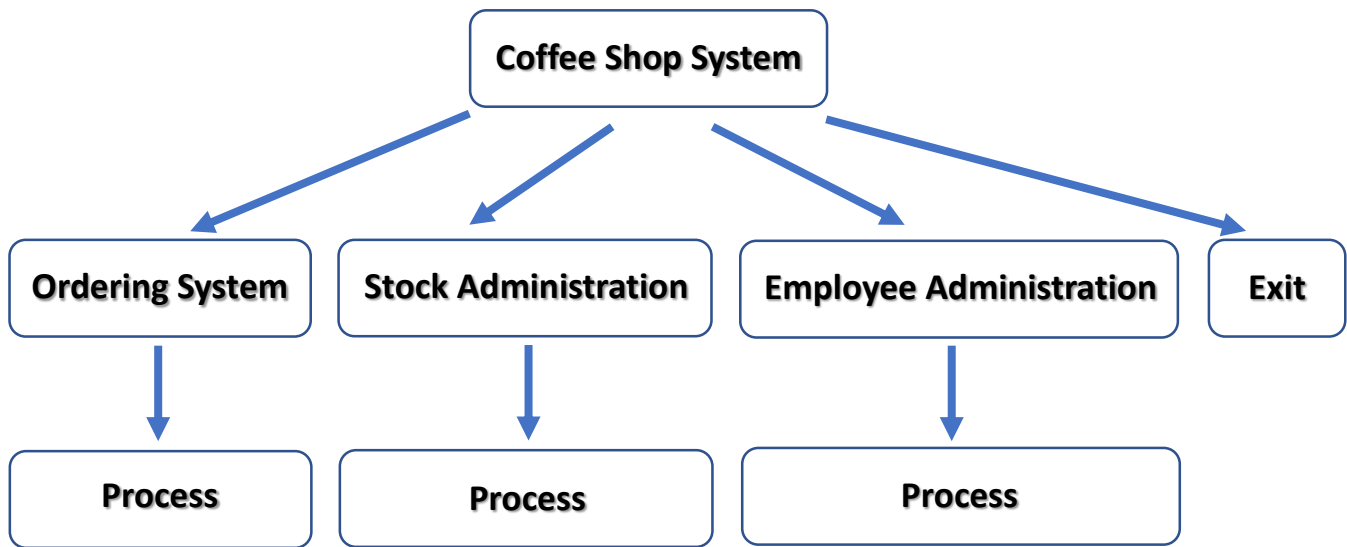 Coffee Shop System
Ordering System
Stock Administration
Employee Administration
Exit
Process
Process
Process